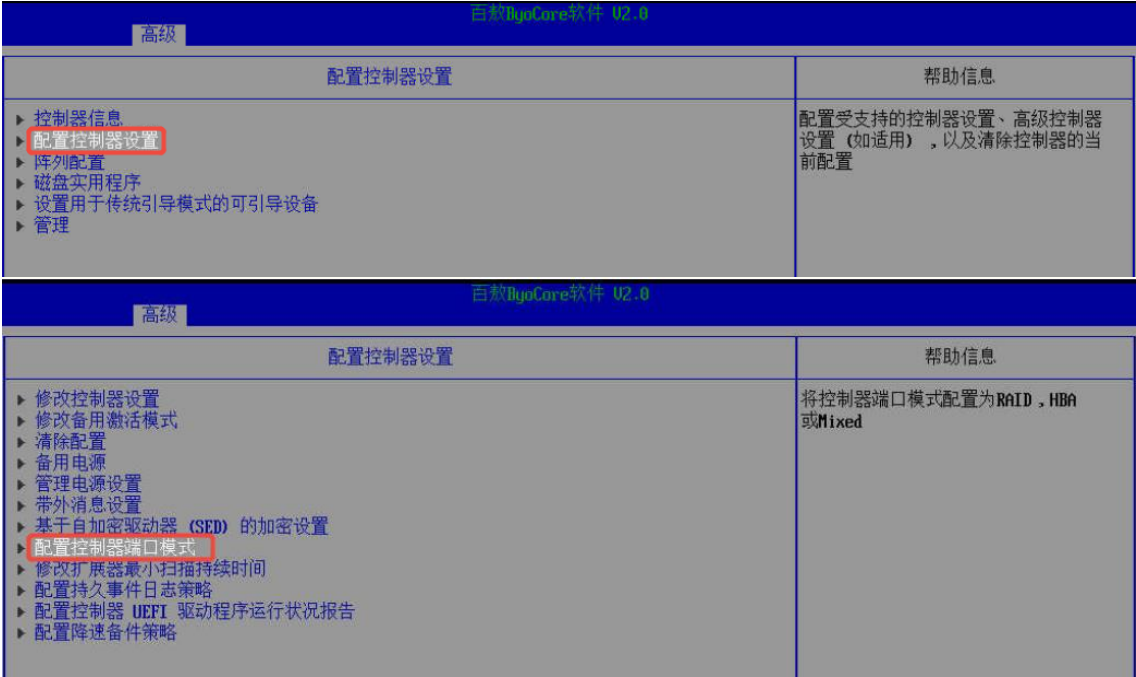 百敖ByoCore软件 V2.0
高级
配置控制器设置
帮助信息
控制器信息
配置控制器设置
阵列配置
磁盘实用程序
设置用于传统引导模式的可引导设备
管理
配置受支持的控制器设置、高级控制器
设置 (如适用) ,以及清除控制器的当
前配置
百敖ByoCore软件 V2.0
高级
配置控制器设置
帮助信息
修改控制器设置
修改备用激活模式
清除配置
备用电源
管理电源设置
带外消息设置
基于自加密驱动器 (SED) 的加密设置
配置控制器端口模式
修改扩展器最小扫描持续时间
配置持久事件日志策略
配置控制器 UEFI 驱动程序运行状况报告
配置降速备件策略
将控制器端口模式配置为RAID,HBA
或Mixed